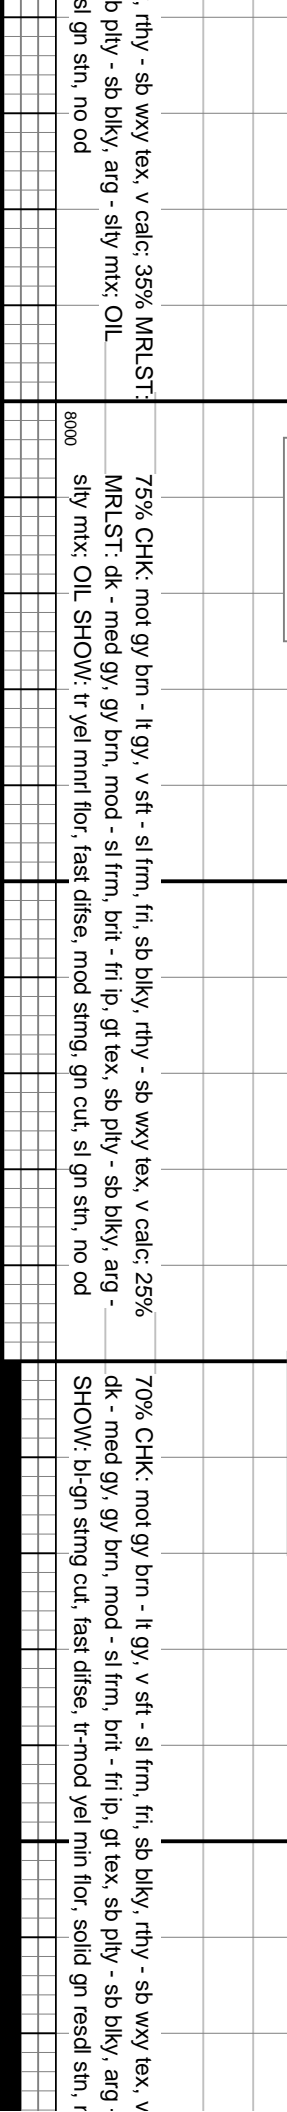 , rthy - sb wxy tex, v calc; 35% MRLST:
b plty - sb blky, arg - slty mtx; OIL
sl gn stn, no od
8000
75% CHK: mot gy brn - lt gy, v sft - sl frm, fri, sb blky, rthy - sb wxy tex, v calc; 25%
MRLST: dk - med gy, gy brn, mod - sl frm, brit - fri ip, gt tex, sb plty - sb blky, arg -
slty mtx; OIL SHOW: tr yel mnrl flor, fast difse, mod stmg, gn cut, sl gn stn, no od
70% CHK: mot gy brn - lt gy, v sft - sl frm, fri, sb blky, rthy - sb wxy tex, v
dk - med gy, gy brn, mod - sl frm, brit - fri ip, gt tex, sb plty - sb blky, arg -
SHOW: bl-gn stmg cut, fast difse, tr-mod yel min flor, solid gn resdl stn,